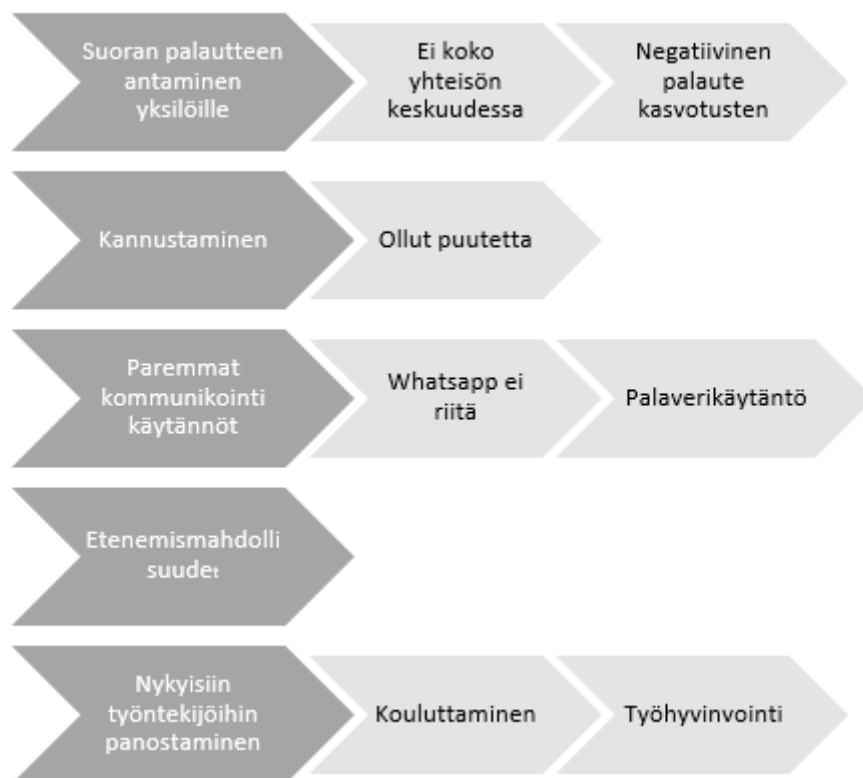 Suoran palautteen
antaminen
yksilöille
Ei koko
yhteisön
keskuudessa
Negatiivinen
palaute
kasvotusten
Kannustaminen
Ollut puutetta
Paremmat
kommunikointi
käytännöt
Whatsapp ei
riitä
Palaverikäytäntö
Etenemismahdolli
suudet
Nykyisiin
työntekijöihin
panostaminen
Kouluttaminen
Työhyvinvointi